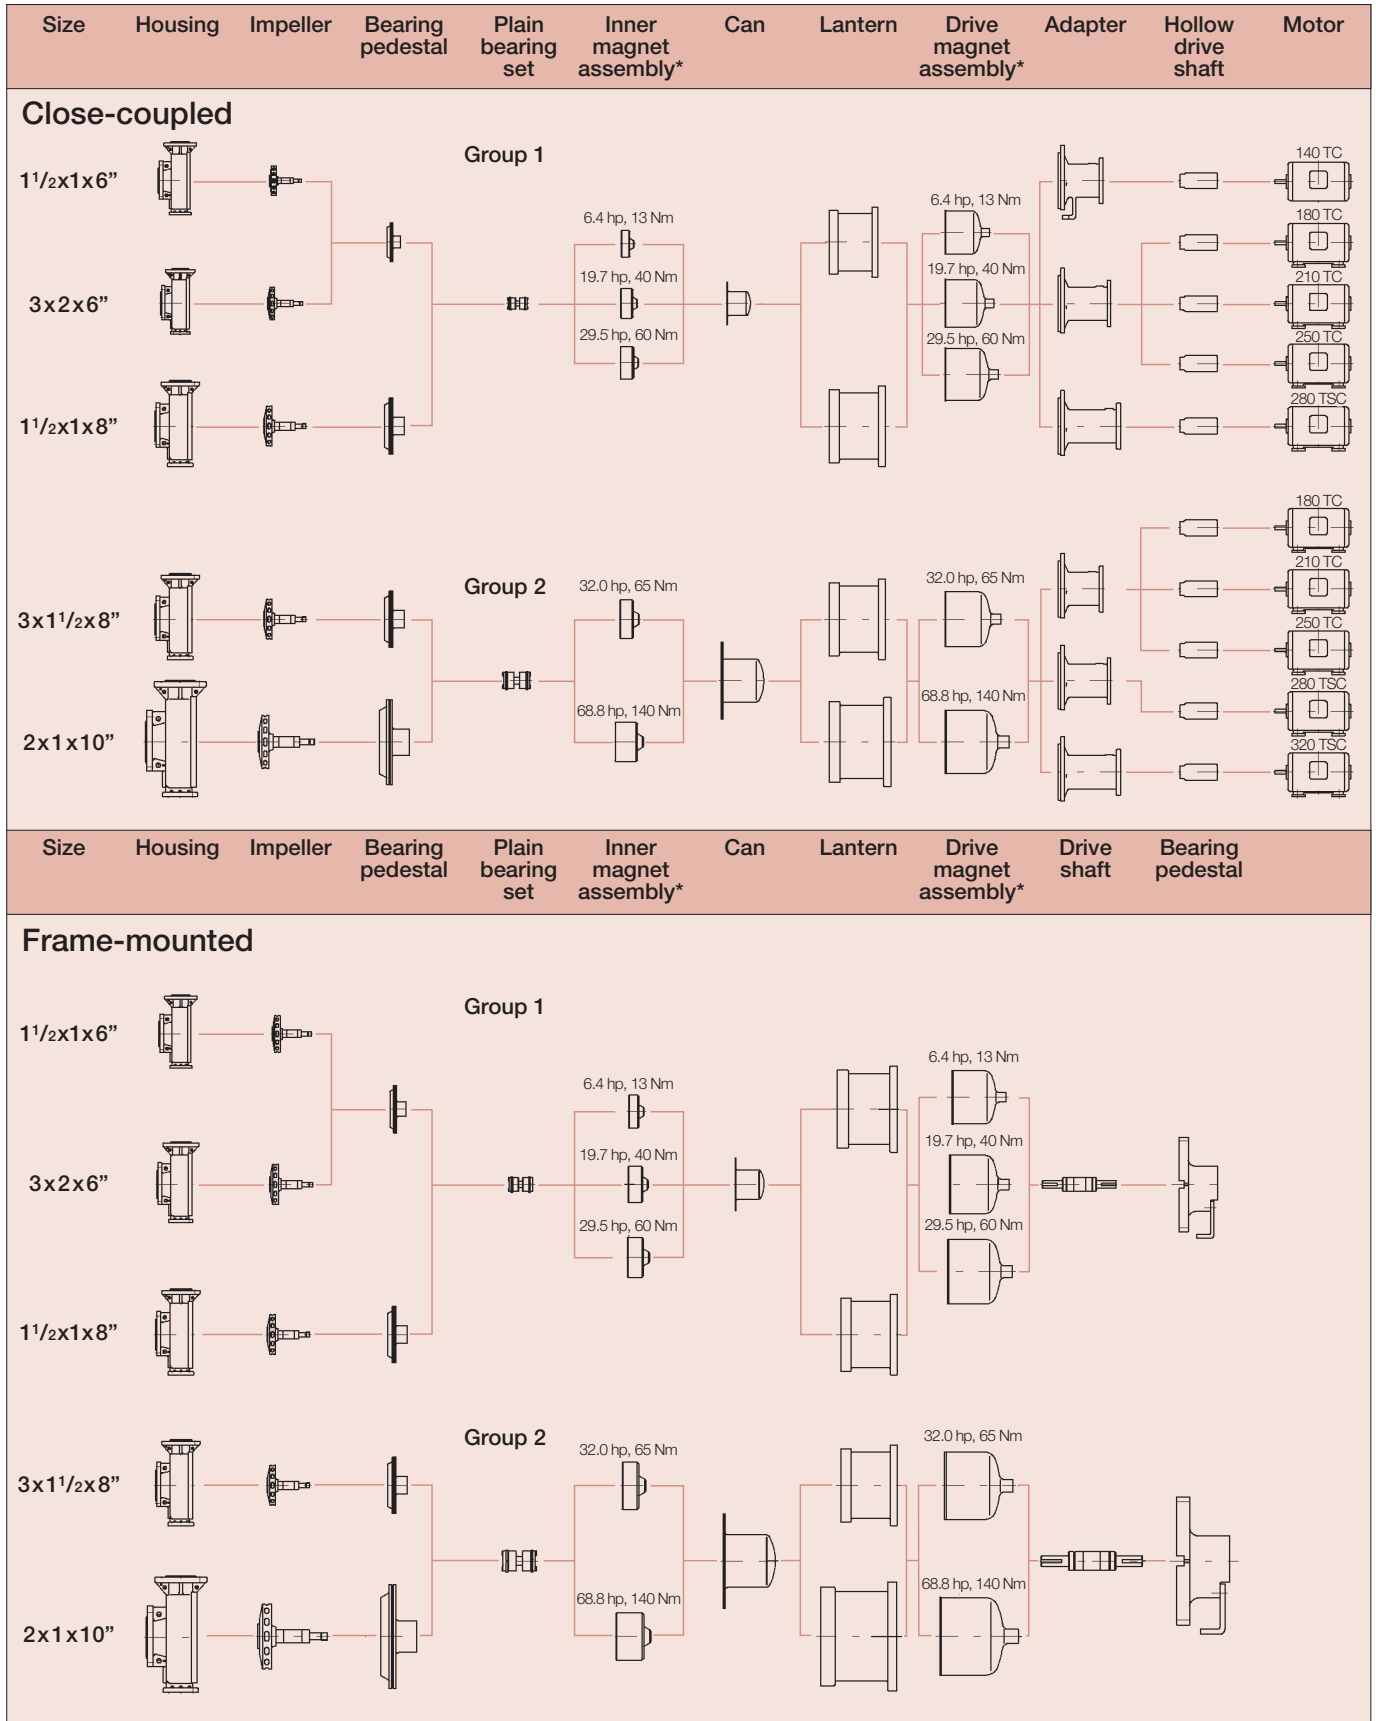 Size Housing Impeller Bearing pedestal Plain bearing set Inner magnet assembly* Can Lantern Drive magnet assembly* Adapter Hollow drive shaft Motor
Close-coupled
Group 1
1¹/2x1x6”
3x2x6”
1¹/2x1x8”
6.4 hp, 13 Nm
19.7 hp, 40 Nm
29.5 hp, 60 Nm
6.4 hp, 13 Nm
19.7 hp, 40 Nm
29.5 hp, 60 Nm
140 TC
180 TC
210 TC
250 TC
280 TSC
Group 2
3x1¹/2x8”
2x1x10”
32.0 hp, 65 Nm
68.8 hp, 140 Nm
32.0 hp, 65 Nm
68.8 hp, 140 Nm
180 TC
210 TC
250 TC
280 TSC
320 TSC
Size Housing Impeller Bearing pedestal Plain bearing set Inner magnet assembly* Can Lantern Drive magnet assembly* Drive shaft Bearing pedestal
Frame-mounted
Group 1
1¹/2x1x6”
3x2x6”
1¹/2x1x8”
6.4 hp, 13 Nm
19.7 hp, 40 Nm
29.5 hp, 60 Nm
6.4 hp, 13 Nm
19.7 hp, 40 Nm
29.5 hp, 60 Nm
Group 2
3x1¹/2x8”
2x1x10”
32.0 hp, 65 Nm
68.8 hp, 140 Nm
32.0 hp, 65 Nm
68.8 hp, 140 Nm